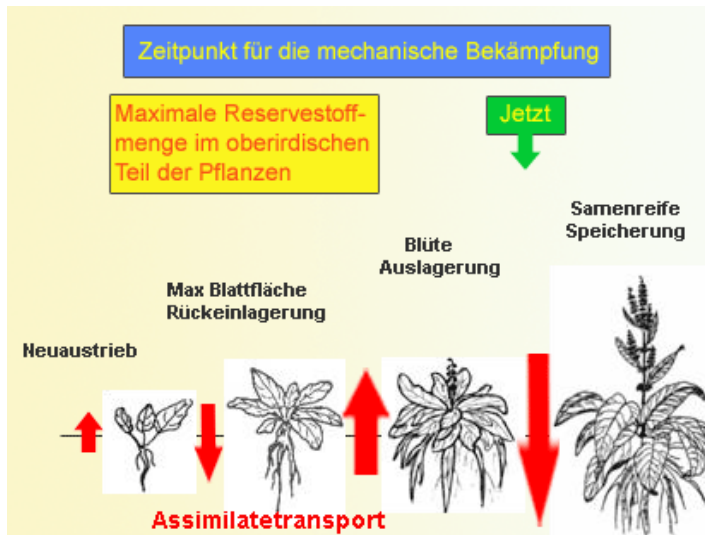 Zeitpunkt für die mechanische Bekämpfung
Maximale Reservestoff-
menge im oberirdischen
Teil der Pflanzen
Jetzt
Samenreife
Speicherung
Blüte
Auslagerung
Max Blattfläche
Rückeinlagerung
Neuaustrieb
Assimilatetransport